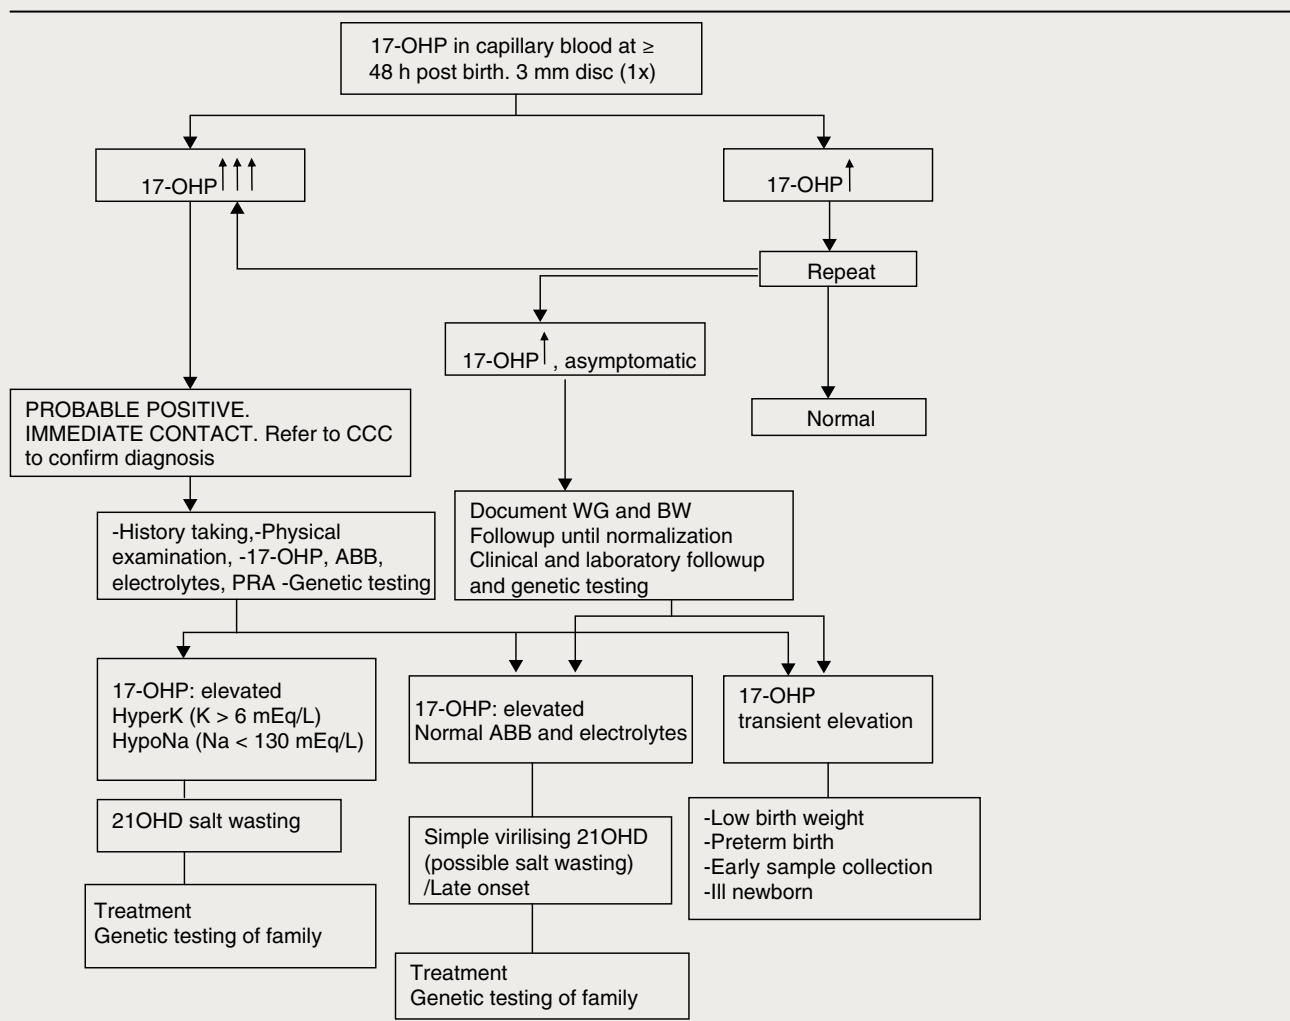 17-OHP in capillary blood at ≥
48 h post birth. 3 mm disc (1x)
17-OHP↑↑↑
17-OHP↑
Repeat
17-OHP↑, asymptomatic
Normal
PROBABLE POSITIVE.
IMMEDIATE CONTACT. Refer to CCC
to confirm diagnosis
-History taking,-Physical
examination, -17-OHP, ABB,
electrolytes, PRA -Genetic testing
Document WG and BW
Followup until normalization
Clinical and laboratory followup
and genetic testing
17-OHP: elevated
HyperK (K > 6 mEq/L)
HypoNa (Na < 130 mEq/L)
17-OHP: elevated
Normal ABB and electrolytes
17-OHP
transient elevation
21OHD salt wasting
Simple virilising 21OHD
(possible salt wasting)
/Late onset
-Low birth weight
-Preterm birth
-Early sample collection
-Ill newborn
Treatment
Genetic testing of family
Treatment
Genetic testing of family